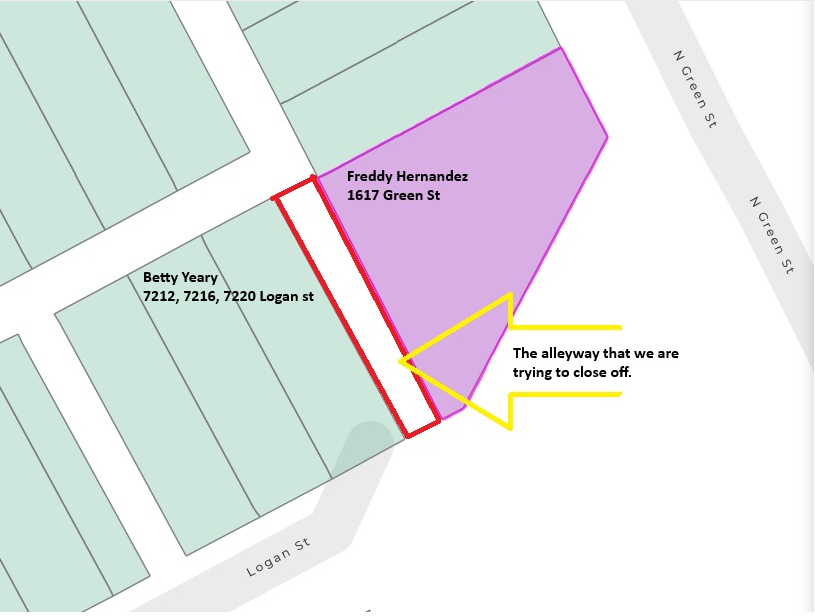 N Green St
Freddy Hernandez
1617 Green St
N Green St
Betty Yeary
7212, 7216, 7220 Logan st
The alleyway that we are
trying to close off.
Logan St